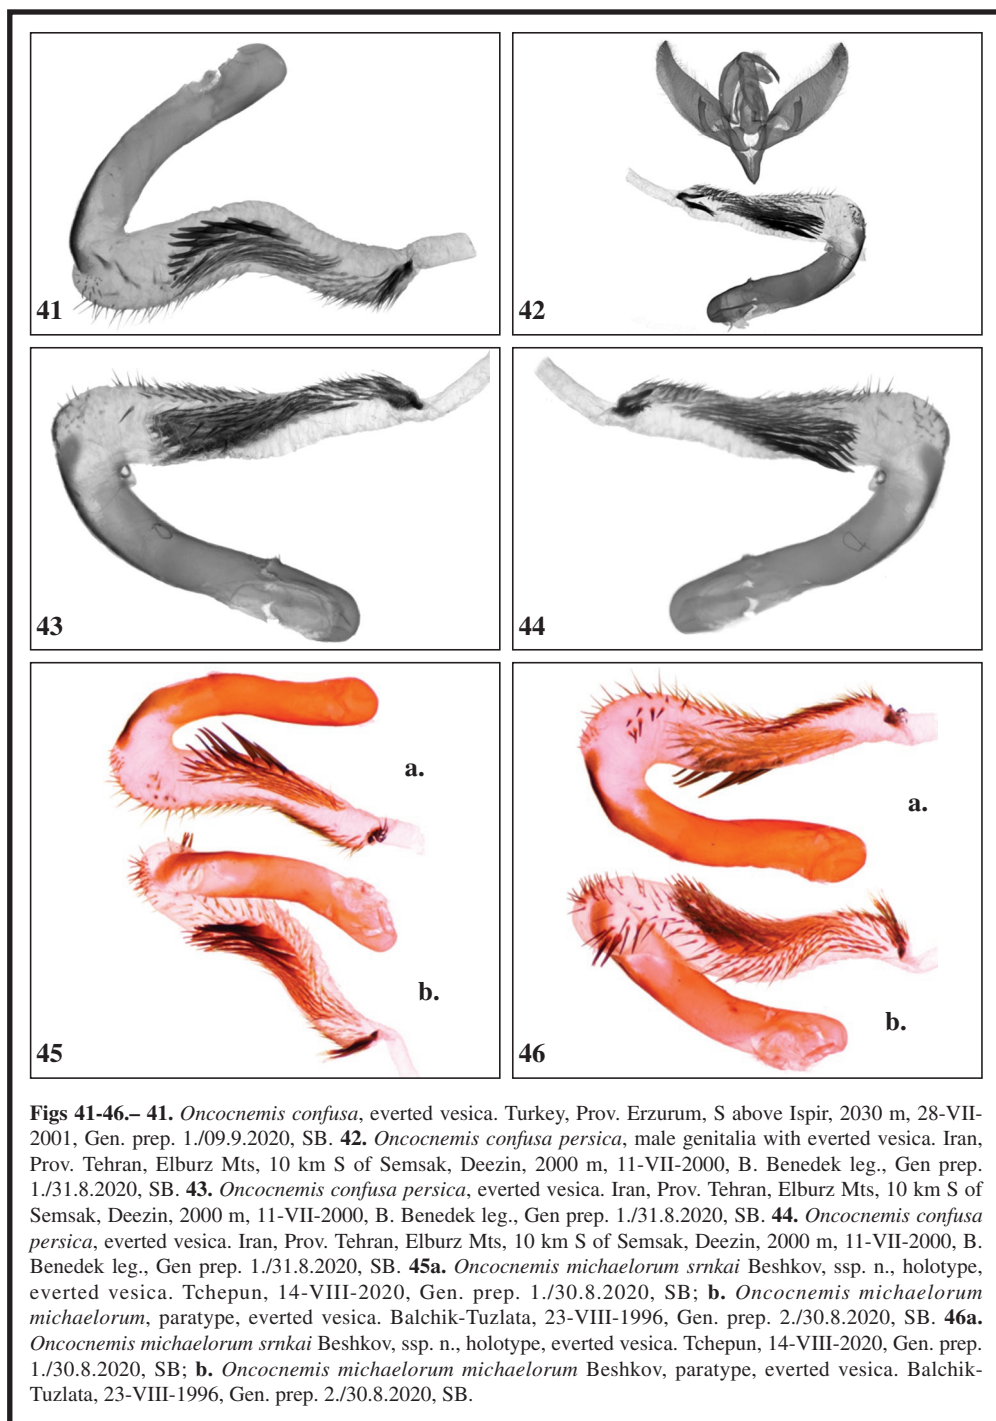 41
42
43
44
a.
b.
45
a.
b.
46
Figs 41-46.– 41. Oncocnemis confusa, everted vesica. Turkey, Prov. Erzurum, S above Ispir, 2030 m, 28-VII-
2001, Gen. prep. 1./09.9.2020, SB. 42. Oncocnemis confusa persica, male genitalia with everted vesica. Iran,
Prov. Tehran, Elburz Mts, 10 km S of Semsak, Deezin, 2000 m, 11-VII-2000, B. Benedek leg., Gen prep.
1./31.8.2020, SB. 43. Oncocnemis confusa persica, everted vesica. Iran, Prov. Tehran, Elburz Mts, 10 km S of
Semsak, Deezin, 2000 m, 11-VII-2000, B. Benedek leg., Gen prep. 1./31.8.2020, SB. 44. Oncocnemis confusa
persica, everted vesica. Iran, Prov. Tehran, Elburz Mts, 10 km S of Semsak, Deezin, 2000 m, 11-VII-2000, B.
Benedek leg., Gen prep. 1./31.8.2020, SB. 45a. Oncocnemis michaelorum srnkai Beshkov, ssp. n., holotype,
everted vesica. Tchepun, 14-VIII-2020, Gen. prep. 1./30.8.2020, SB; b. Oncocnemis michaelorum
michaelorum, paratype, everted vesica. Balchik-Tuzlata, 23-VIII-1996, Gen. prep. 2./30.8.2020, SB. 46a.
Oncocnemis michaelorum srnkai Beshkov, ssp. n., holotype, everted vesica. Tchepun, 14-VIII-2020, Gen. prep.
1./30.8.2020, SB; b. Oncocnemis michaelorum michaelorum Beshkov, paratype, everted vesica. Balchik-
Tuzlata, 23-VIII-1996, Gen. prep. 2./30.8.2020, SB.